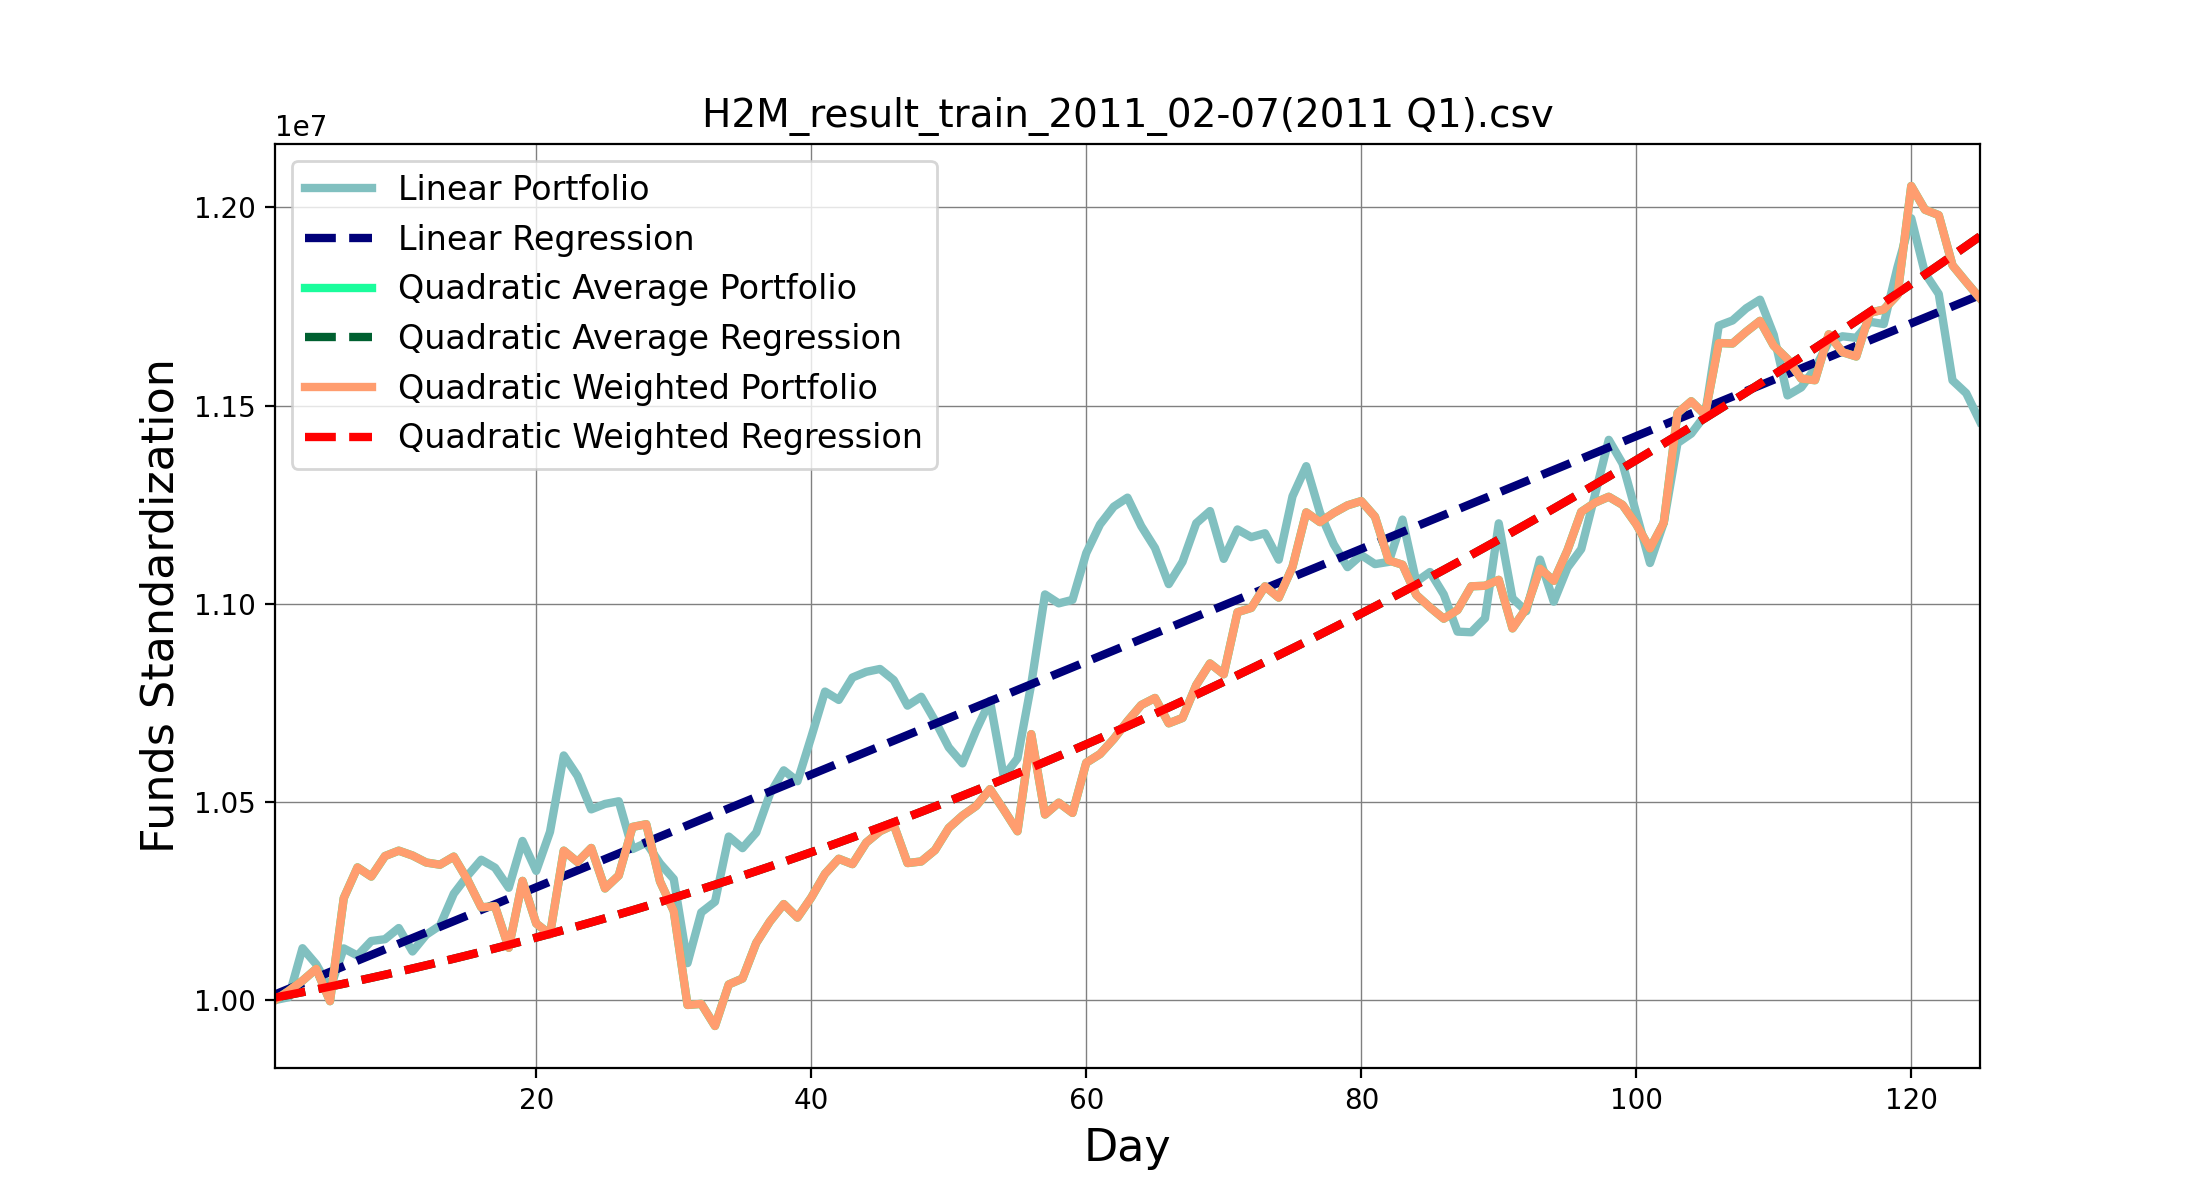 H2M_result_train_2011_02-07(2011 Q1).csv
1e7
Linear Portfolio
Linear Regression
Quadratic Average Portfolio
Quadratic Average Regression
Quadratic Weighted Portfolio
Quadratic Weighted Regression
Funds Standardization
1.20
1.15
1.10
1.05
1.00
20 40 60 80 100 120
Day